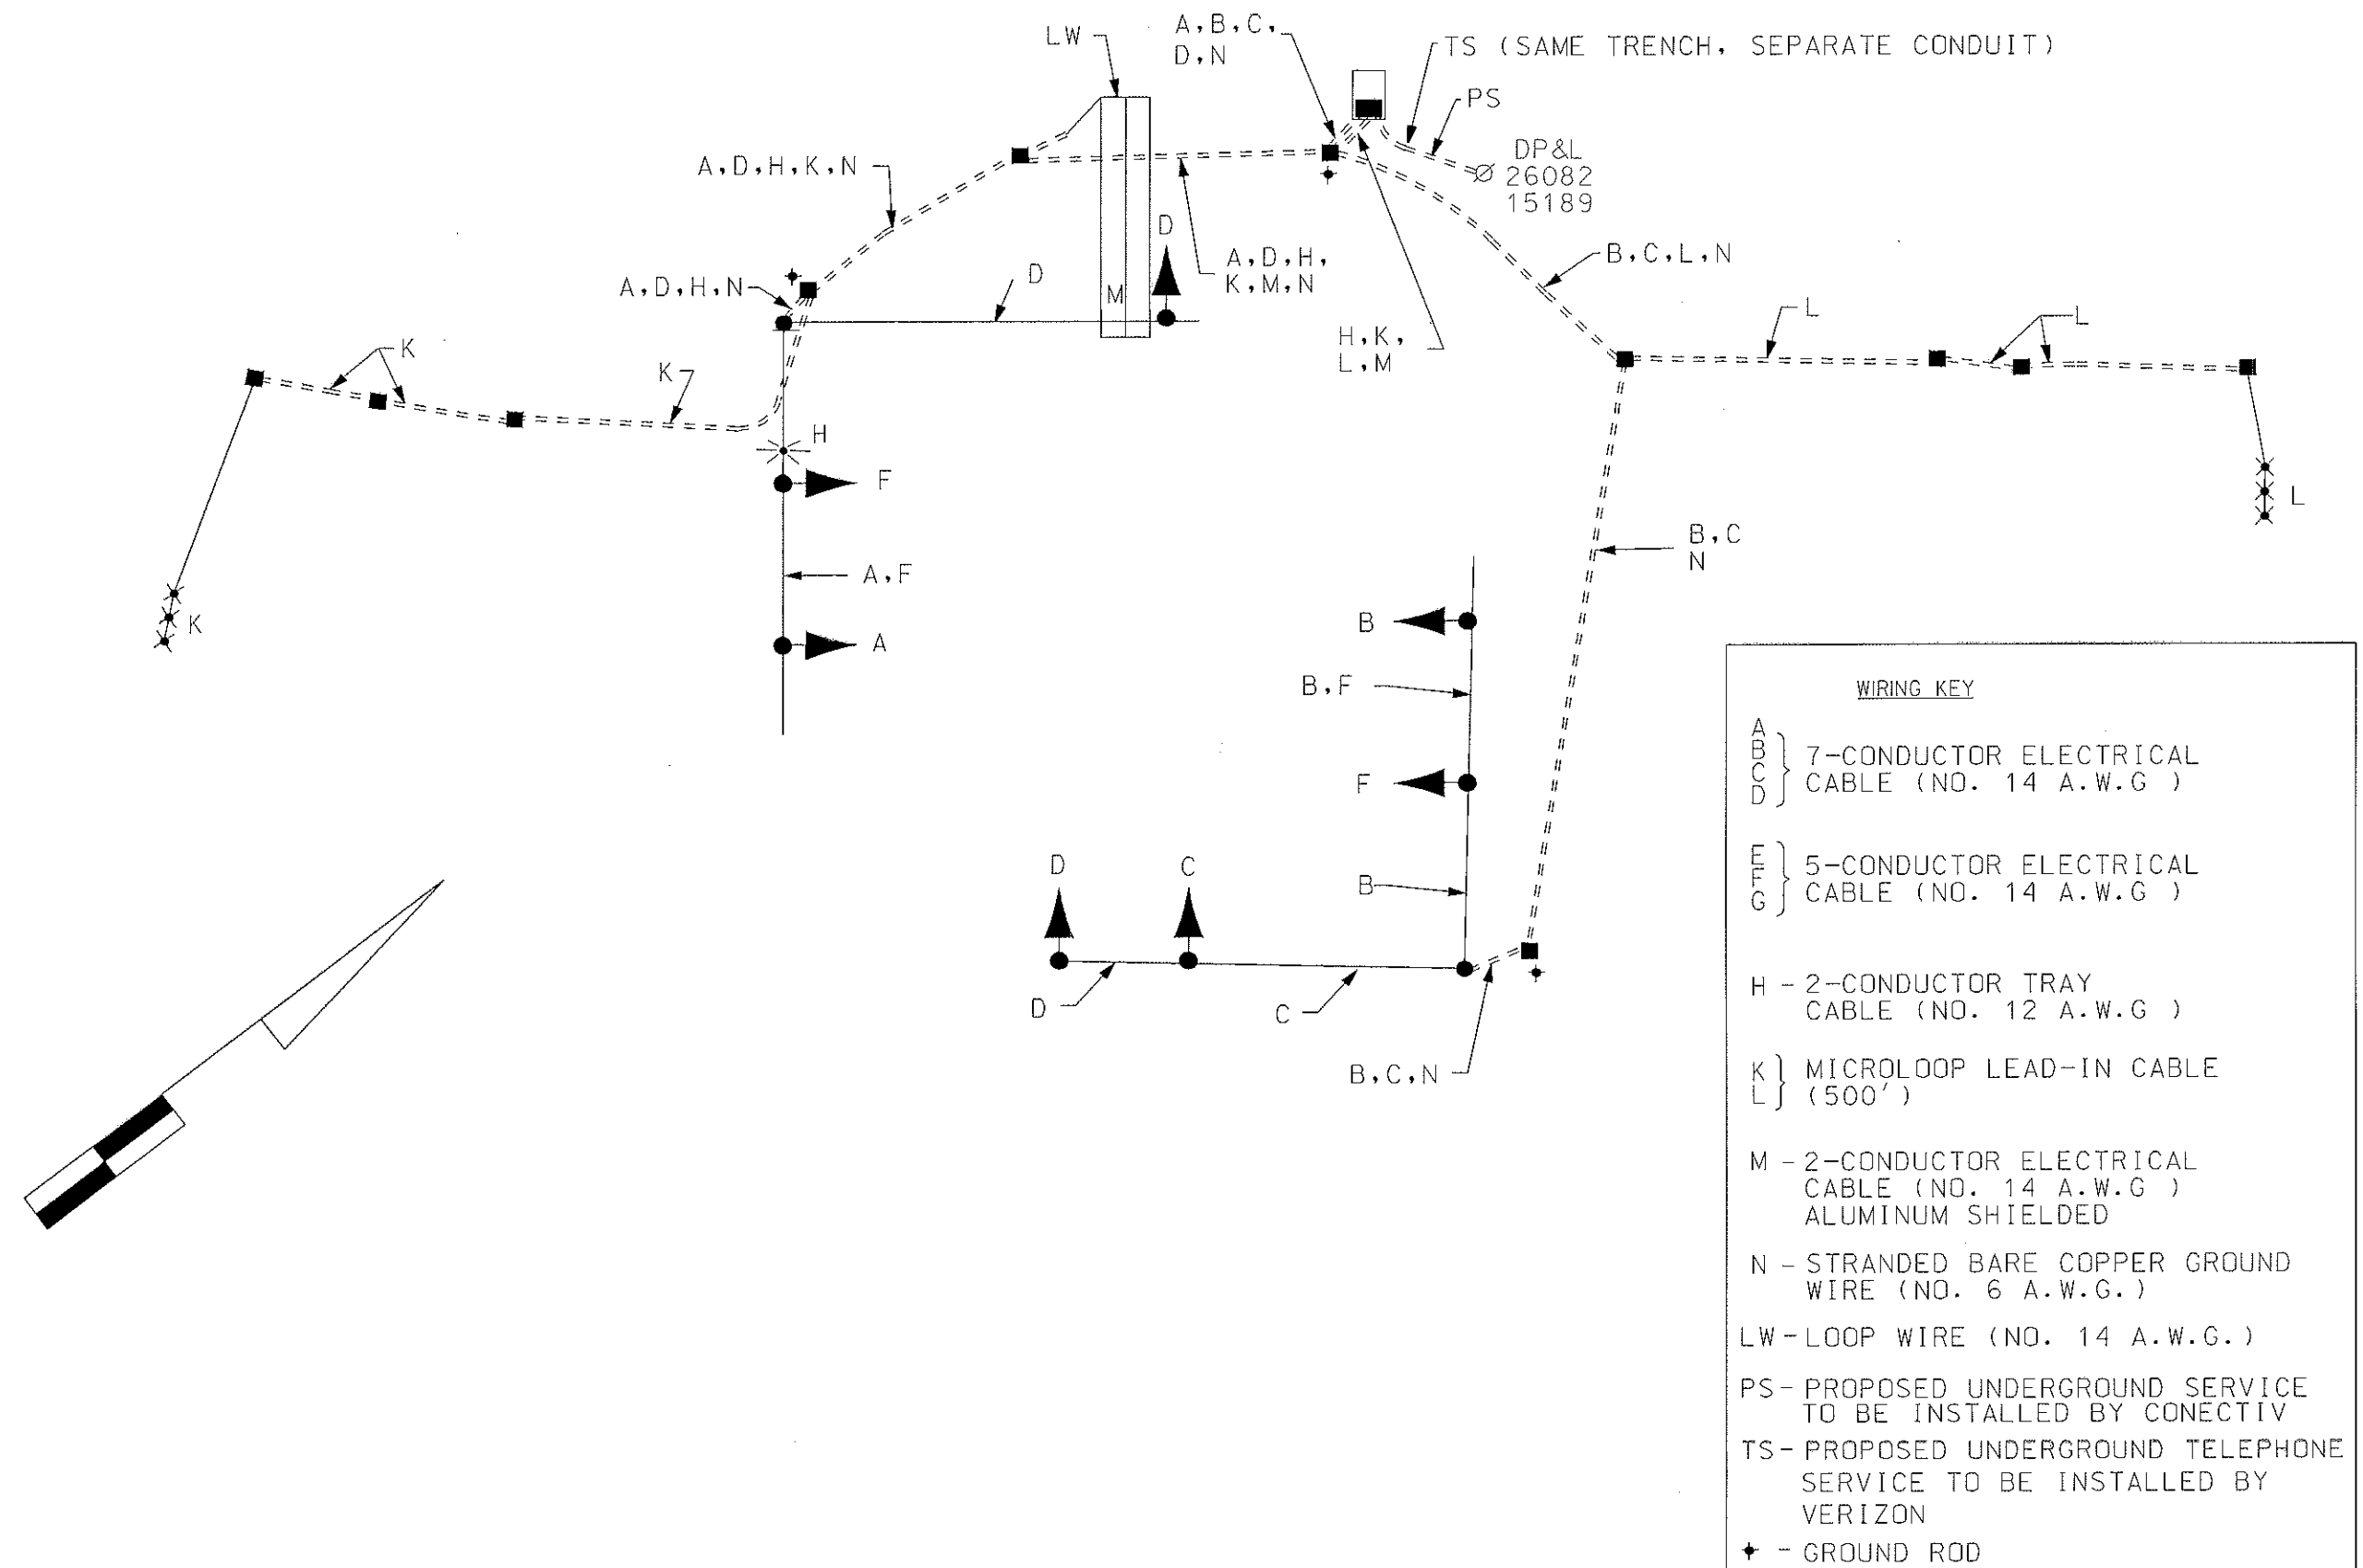 LW
A,B,C,
D,N
TS (SAME TRENCH, SEPARATE CONDUIT)
PS
DP&L
26082
15189
A,D,H,K,N
D
A,D,H,
K,M,N
B,C,L,N
A,D,H,N
D
M
H,K,
L,M
L
L
K
K
H
F
L
B,C
N
A,F
K
A
B
B,F
F
B
D
C
D
C
B,C,N
WIRING KEY
A
B
C
D
7-CONDUCTOR ELECTRICAL
CABLE (NO. 14 A.W.G )
E
F
G
5-CONDUCTOR ELECTRICAL
CABLE (NO. 14 A.W.G )
H - 2-CONDUCTOR TRAY
CABLE (NO. 12 A.W.G )
K
L
MICROLOOP LEAD-IN CABLE
(500')
M - 2-CONDUCTOR ELECTRICAL
CABLE (NO. 14 A.W.G )
ALUMINUM SHIELDED
N - STRANDED BARE COPPER GROUND
WIRE (NO. 6 A.W.G.)
LW - LOOP WIRE (NO. 14 A.W.G.)
PS - PROPOSED UNDERGROUND SERVICE
TO BE INSTALLED BY CONECTIV
TS - PROPOSED UNDERGROUND TELEPHONE
SERVICE TO BE INSTALLED BY
VERIZON
- GROUND ROD